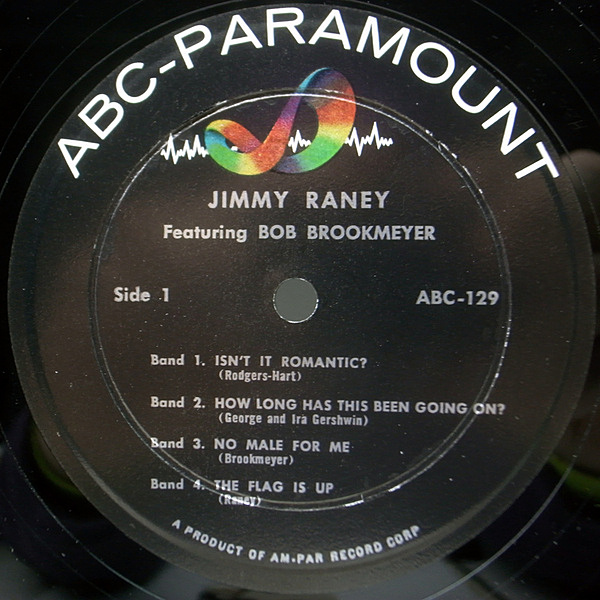 ABC-PARAMOUNT
JIMMY RANEY
Featuring BOB BROOKMEYER
Side 1
ABC-129
Band 1. ISN'T IT ROMANTIC?
(Rodgers-Hart)
Band 2. HOW LONG HAS THIS BEEN GOING ON?
(George and Ira Gershwin)
Band 3. NO MALE FOR ME
(Brookmeyer)
Band 4. THE FLAG IS UP
(Raney)
A PRODUCT OF AM-PAR RECORD CORP